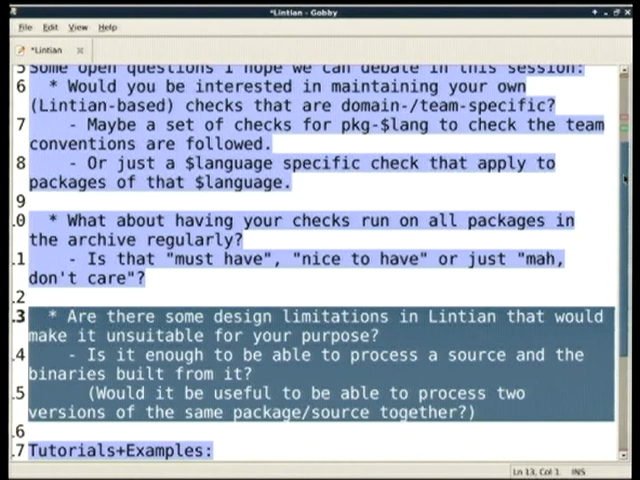 *Lintian - Gobby
File Edit View Help
*Lintian
5 Some open questions I hope we can debate in this session:
6 * Would you be interested in maintaining your own
(Lintian-based) checks that are domain-/team-specific?
7 - Maybe a set of checks for pkg-$lang to check the team
conventions are followed.
8 - Or just a $language specific check that apply to
packages of that $language.
9
.0 * What about having your checks run on all packages in
the archive regularly?
.1 - Is that "must have", "nice to have" or just "mah,
don't care"?
.2
.3 * Are there some design limitations in Lintian that would
make it unsuitable for your purpose?
.4 - Is it enough to be able to process a source and the
binaries built from it?
.5 (Would it be useful to be able to process two
versions of the same package/source together?)
.6
.7 Tutorials+Examples:
Ln 13, Col 1 INS